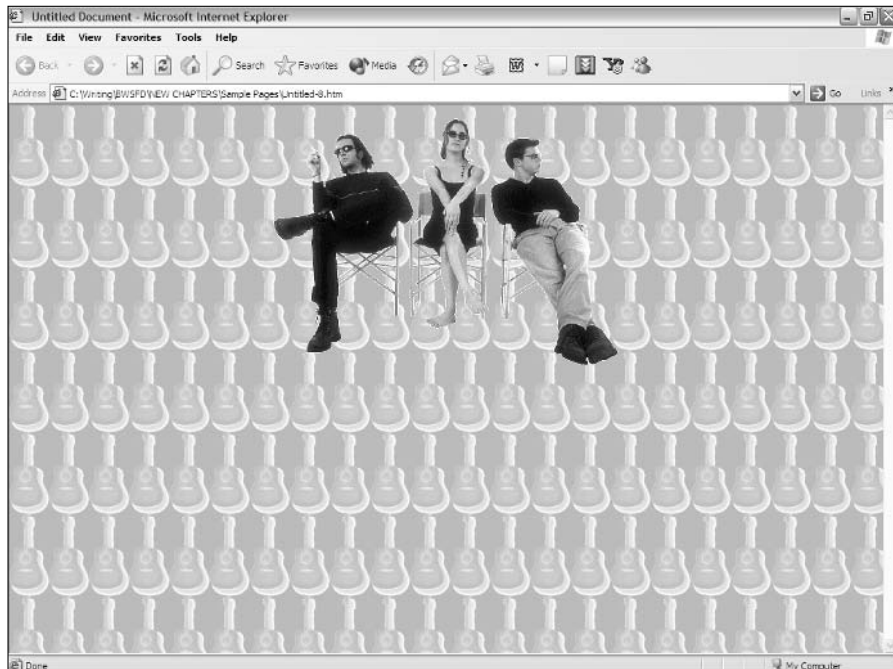 Untitled Document - Microsoft Internet Explorer
File Edit View Favorites Tools Help
Back Search Favorites Media
Address C:\Writing\BWSFD\NEW CHAPTERS\Sample Pages\Untitled-8.htm Go Links »
Done My Computer